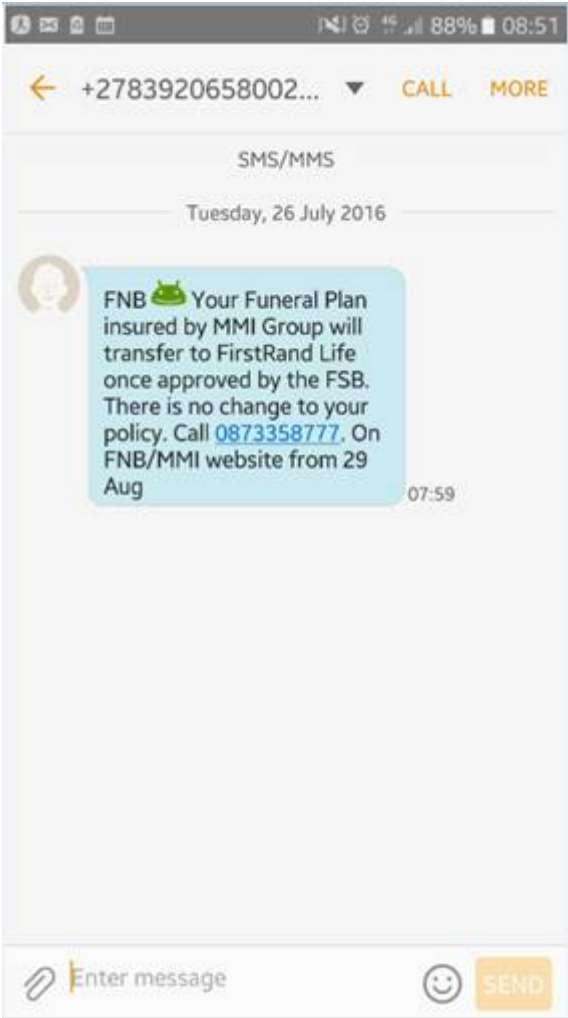 88% 08:51
+2783920658002... CALL MORE
SMS/MMS
Tuesday, 26 July 2016
FNB Your Funeral Plan
insured by MMI Group will
transfer to FirstRand Life
once approved by the FSB.
There is no change to your
policy. Call 0873358777. On
FNB/MMI website from 29
Aug
07:59
Enter message
SEND